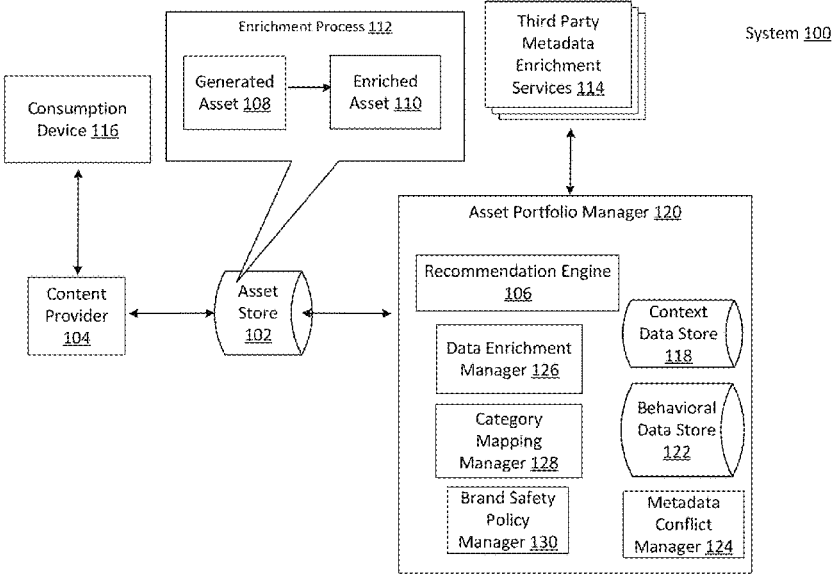 System 100
Enrichment Process 112
Generated
Asset 108
Enriched
Asset 110
Third Party
Metadata
Enrichment
Services 114
Consumption
Device 116
Content
Provider
104
Asset
Store
102
Asset Portfolio Manager 120
Recommendation Engine
106
Context
Data Store
118
Data Enrichment
Manager 126
Behavioral
Data Store
122
Category
Mapping
Manager 128
Brand Safety
Policy
Manager 130
Metadata
Conflict
Manager 124